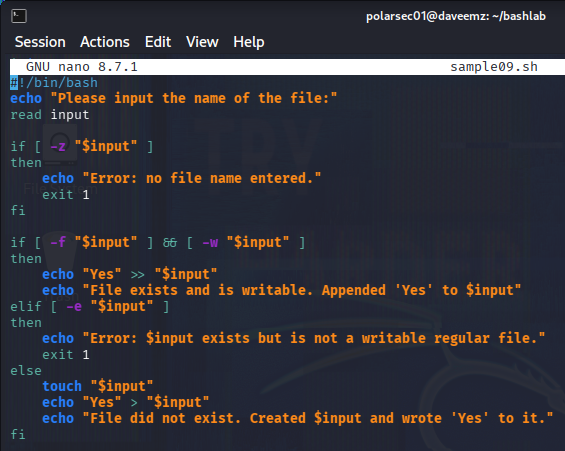 polarsec01@daveemz: ~/bashlab
Session Actions Edit View Help
GNU nano 8.7.1 sample09.sh
#!/bin/bash
echo "Please input the name of the file:"
read input

if [ -z "$input" ]
then
    echo "Error: no file name entered."
    exit 1
fi

if [ -f "$input" ] && [ -w "$input" ]
then
    echo "Yes" >> "$input"
    echo "File exists and is writable. Appended 'Yes' to $input"
elif [ -e "$input" ]
then
    echo "Error: $input exists but is not a writable regular file."
    exit 1
else
    touch "$input"
    echo "Yes" > "$input"
    echo "File did not exist. Created $input and wrote 'Yes' to it."
fi